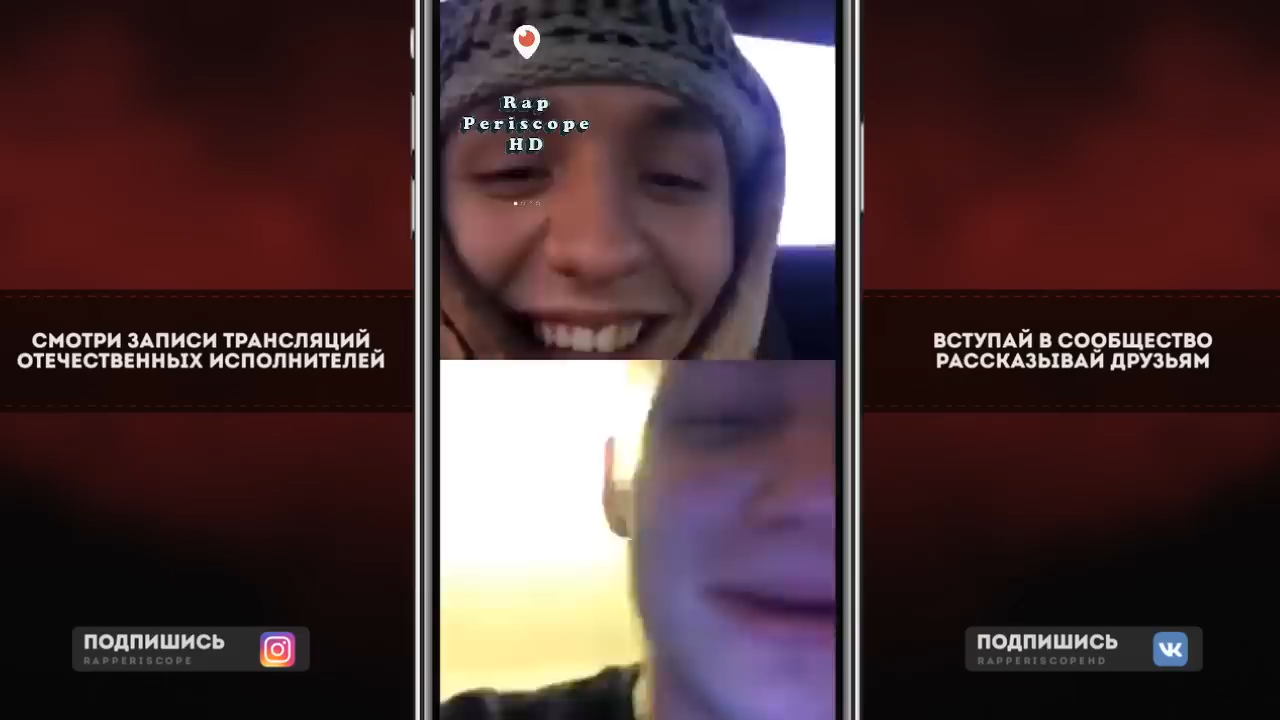 Rap
Periscope
HD
СМОТРИ ЗАПИСИ ТРАНСЛЯЦИЙ
ОТЕЧЕСТВЕННЫХ ИСПОЛНИТЕЛЕЙ
ВСТУПАЙ В СООБЩЕСТВО
РАССКАЗЫВАЙ ДРУЗЬЯМ
ПОДПИШИСЬ
RAPPERISCOPE
ПОДПИШИСЬ
RAPPERISCOPEHD